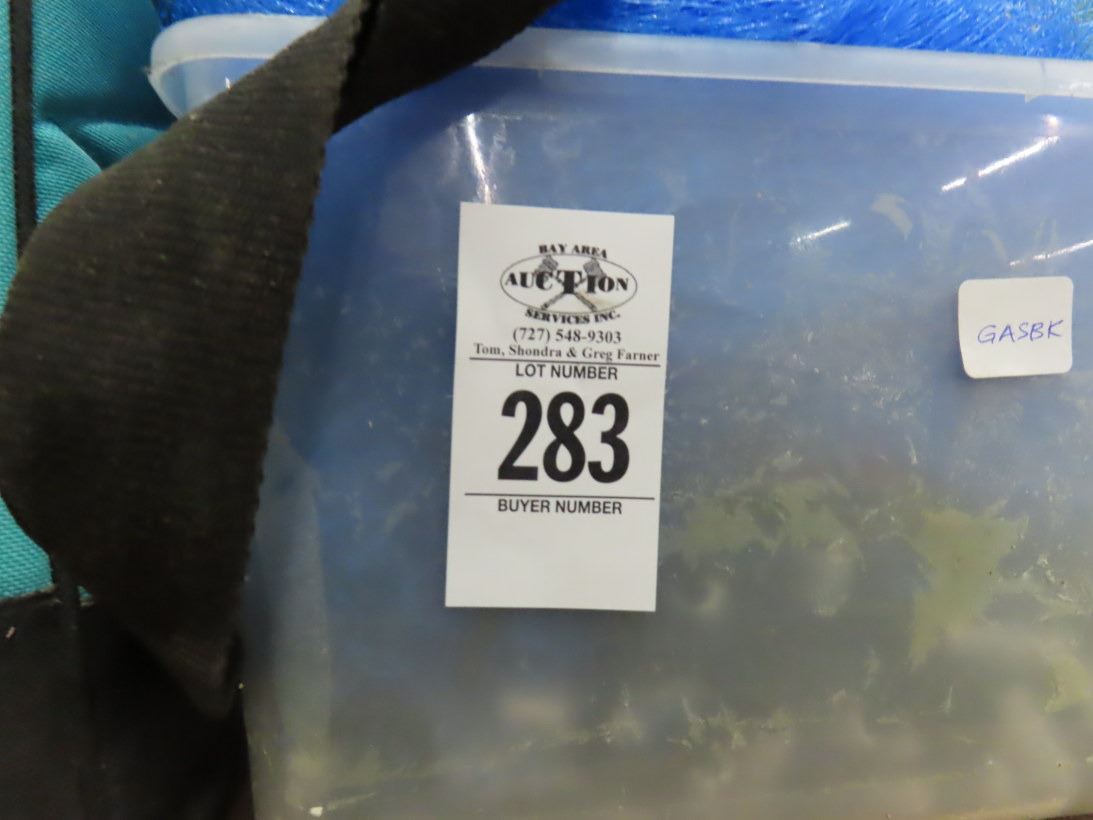 BAY AREA
AUCTION
SERVICES INC.
(727) 548-9303
Tom, Shondra & Greg Farner
LOT NUMBER
283
BUYER NUMBER
GASBK